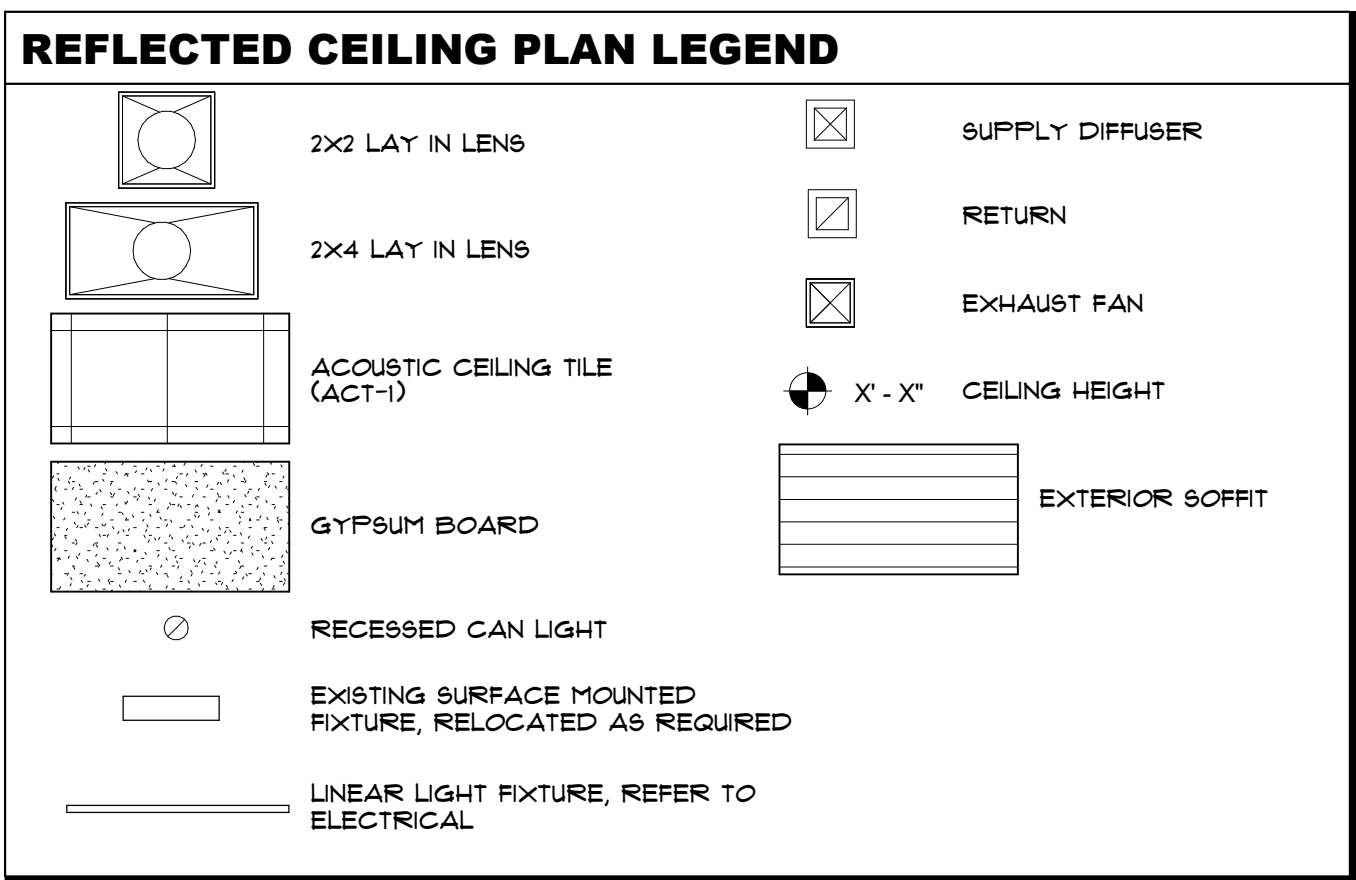 REFLECTED CEILING PLAN LEGEND
2X2 LAY IN LENS
2X4 LAY IN LENS
ACOUSTIC CEILING TILE
(ACT-1)
GYPSUM BOARD
RECESSED CAN LIGHT
EXISTING SURFACE MOUNTED
FIXTURE, RELOCATED AS REQUIRED
LINEAR LIGHT FIXTURE, REFER TO
ELECTRICAL
SUPPLY DIFFUSER
RETURN
EXHAUST FAN
X' - X" CEILING HEIGHT
EXTERIOR SOFFIT